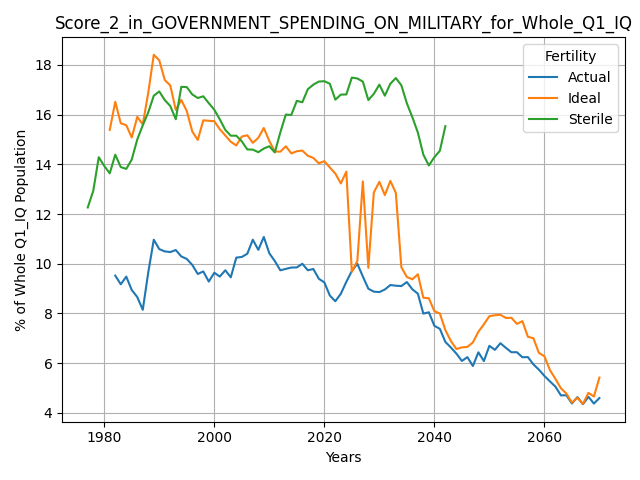 Score_2_in_GOVERNMENT_SPENDING_ON_MILITARY_for_Whole_Q1_IQ
Fertility
Actual
Ideal
Sterile
% of Whole Q1_IQ Population
18
16
14
12
10
8
6
4
1980 2000 2020 2040 2060
Years